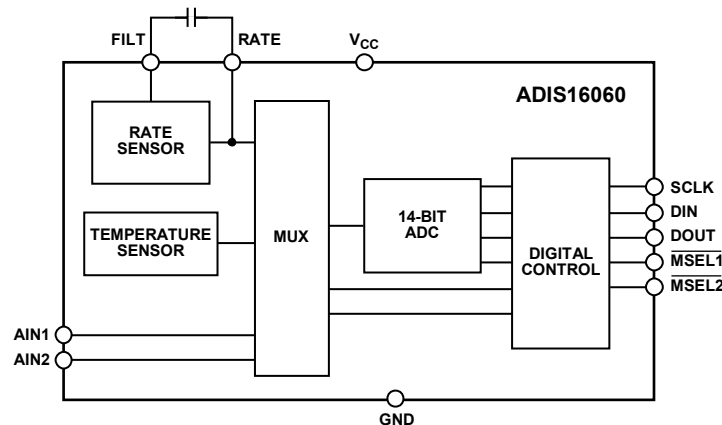 FILT
RATE
VCC
ADIS16060
RATE
SENSOR
TEMPERATURE
SENSOR
MUX
14-BIT
ADC
DIGITAL
CONTROL
SCLK
DIN
DOUT
MSEL1
MSEL2
AIN1
AIN2
GND